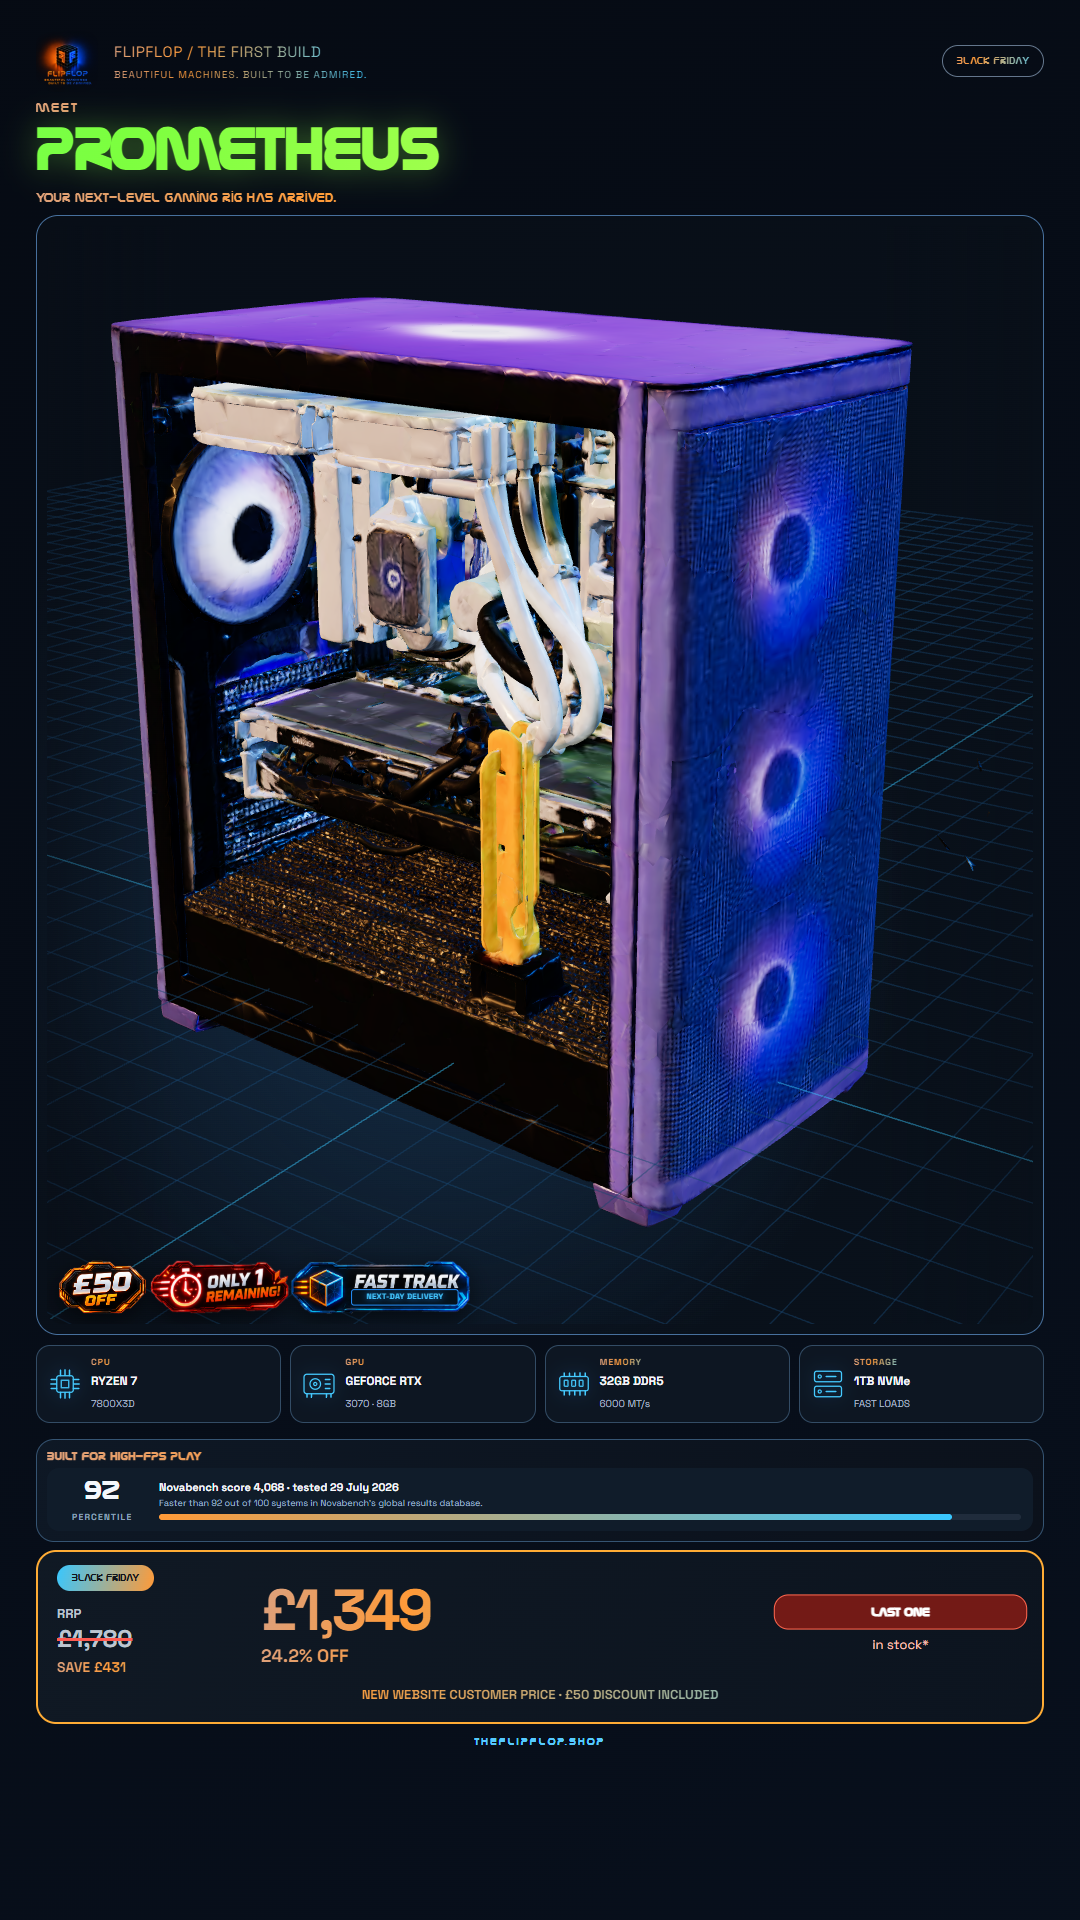 FLIPFLOP
FLIPFLOP / THE FIRST BUILD
BEAUTIFUL MACHINES. BUILT TO BE ADMIRED.
BLACK FRIDAY
MEET
PROMETHEUS
YOUR NEXT-LEVEL GAMING RIG HAS ARRIVED.
£50
OFF
ONLY 1
REMAINING!
FAST TRACK
NEXT-DAY DELIVERY
CPU
RYZEN 7
7800X3D
GPU
GEFORCE RTX
3070 · 8GB
MEMORY
32GB DDR5
6000 MT/s
STORAGE
1TB NVMe
FAST LOADS
BUILT FOR HIGH-FPS PLAY
92
PERCENTILE
Novabench score 4,068 · tested 29 July 2026
Faster than 92 out of 100 systems in Novabench's global results database.
BLACK FRIDAY
RRP
£1,780
SAVE £431
£1,349
24.2% OFF
LAST ONE
in stock*
NEW WEBSITE CUSTOMER PRICE · £50 DISCOUNT INCLUDED
THEFLIPFLOP.SHOP